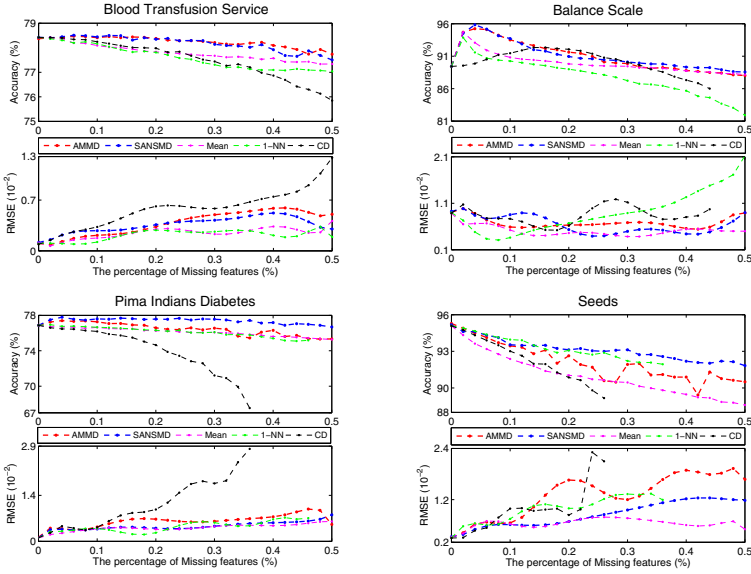 Blood Transfusion Service
Accuracy (%)
79
78
77
76
75
0 0.1 0.2 0.3 0.4 0.5
AMMD SANSMD Mean 1-NN CD
RMSE (10⁻²)
1.3
0.7
0
0 0.1 0.2 0.3 0.4 0.5
The percentage of Missing features (%)
Balance Scale
Accuracy (%)
96
91
86
81
0 0.1 0.2 0.3 0.4 0.5
AMMD SANSMD Mean 1-NN CD
RMSE (10⁻²)
2.1
1.1
0.1
0 0.1 0.2 0.3 0.4 0.5
The percentage of Missing features (%)
Pima Indians Diabetes
Accuracy (%)
78
74
70
67
0 0.1 0.2 0.3 0.4 0.5
AMMD SANSMD Mean 1-NN CD
RMSE (10⁻²)
2.9
1.4
0
0 0.1 0.2 0.3 0.4 0.5
The percentage of Missing features (%)
Seeds
Accuracy (%)
96
93
90
88
0 0.1 0.2 0.3 0.4 0.5
AMMD SANSMD Mean 1-NN CD
RMSE (10⁻²)
2.4
1.2
0.2
0 0.1 0.2 0.3 0.4 0.5
The percentage of Missing features (%)